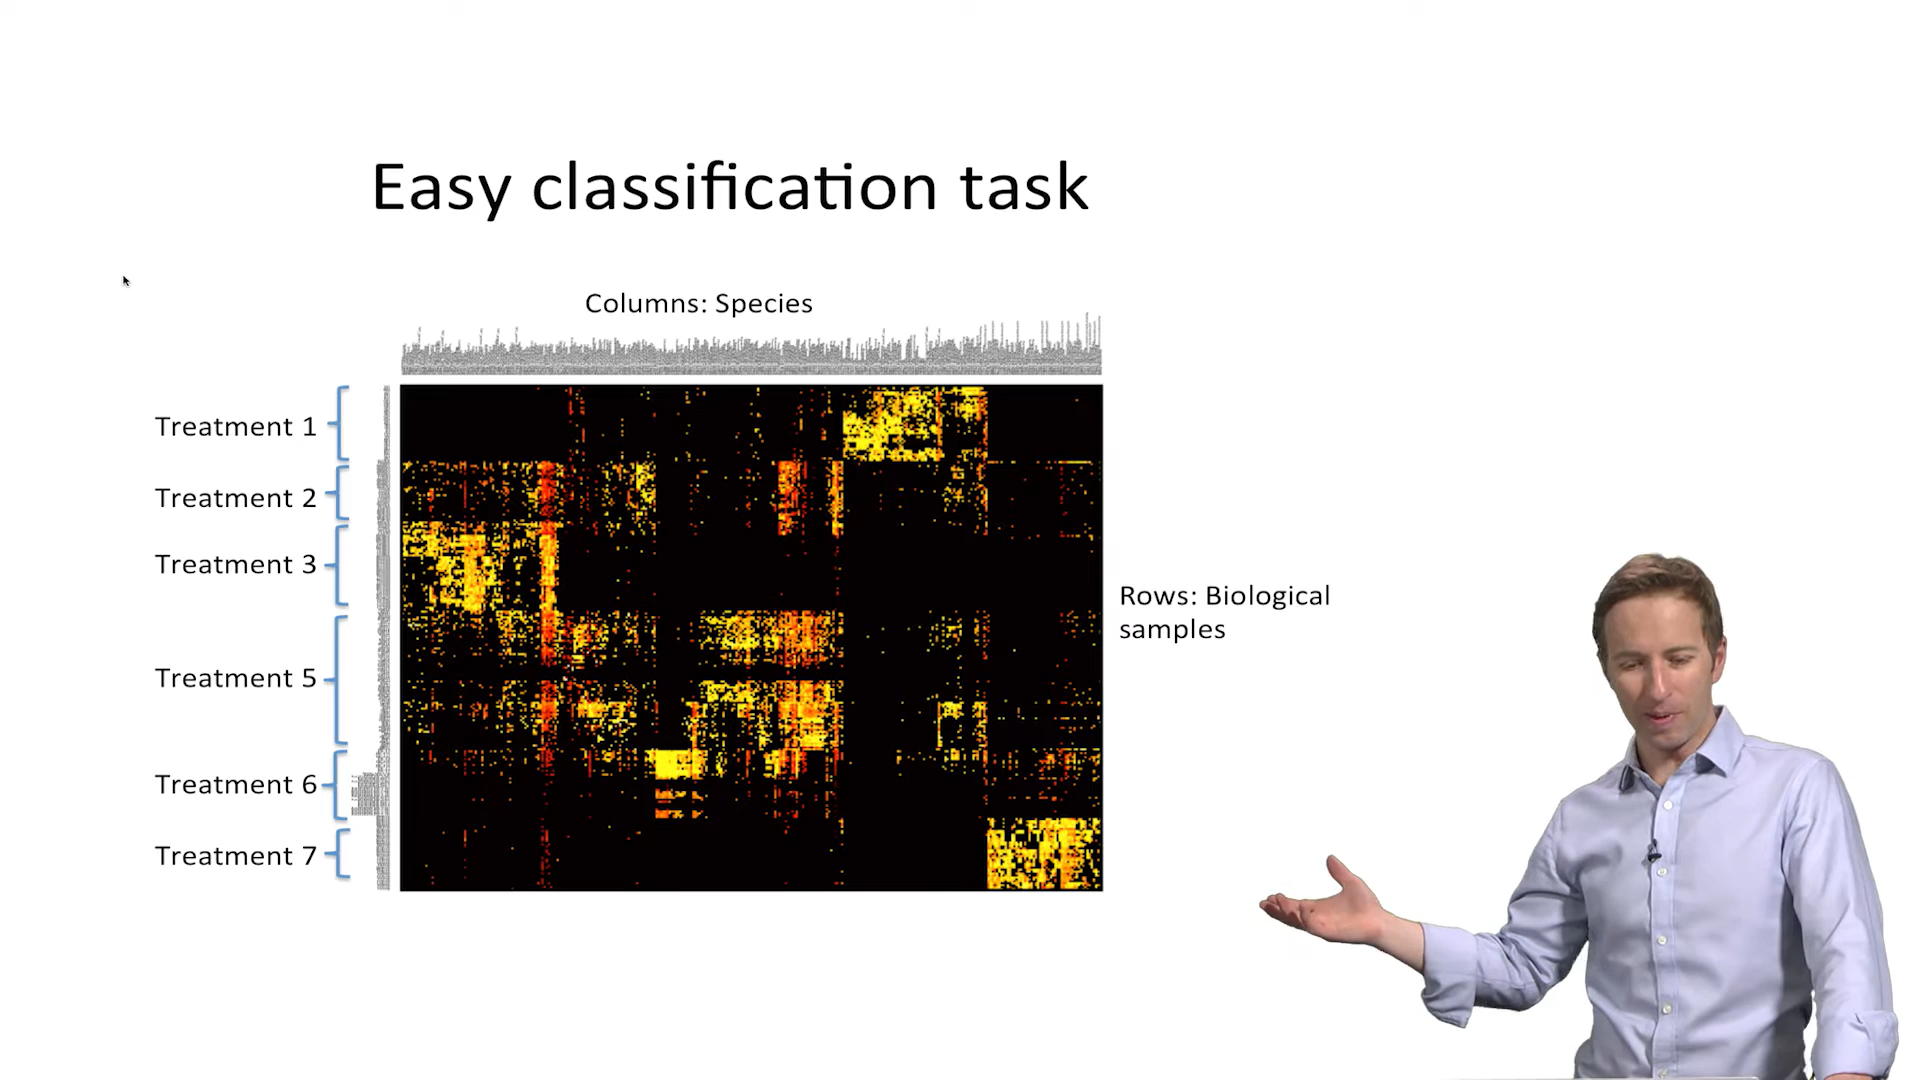 Easy classification task
Columns: Species
Treatment 1
Treatment 2
Treatment 3
Treatment 5
Treatment 6
Treatment 7
Rows: Biological
samples